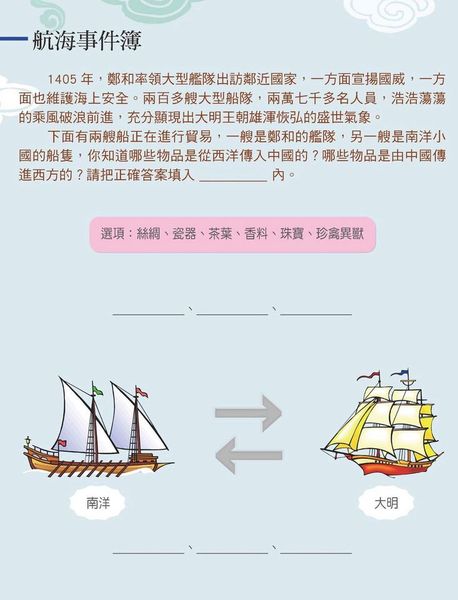 航海事件簿
1405 年，鄭和率領大型艦隊出訪鄰近國家，一方面宣揚國威，一方
面也維護海上安全。兩百多艘大型船隊，兩萬七千多名人員，浩浩蕩蕩
的乘風破浪前進，充分顯現出大明王朝雄渾恢弘的盛世氣象。
下面有兩艘船正在進行貿易，一艘是鄭和的艦隊，另一艘是南洋小
國的船隻，你知道哪些物品是從西洋傳入中國的？哪些物品是由中國傳
進西方的？請把正確答案填入 ________ 內。
選項：絲綢、瓷器、茶葉、香料、珠寶、珍禽異獸
________、________、________
南洋
大明
________、________、________